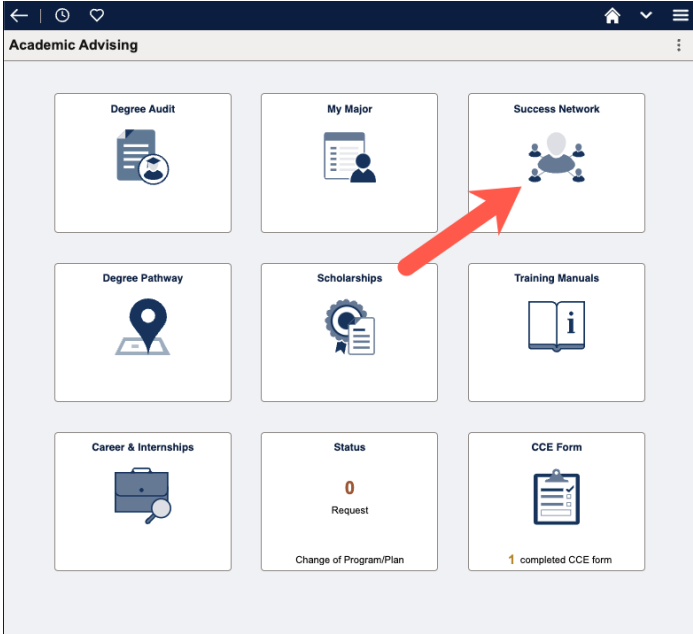 Academic Advising
Degree Audit
My Major
Success Network
Degree Pathway
Scholarships
Training Manuals
i
Career & Internships
Status
CCE Form
0
Request
Change of Program/Plan
1 completed CCE form